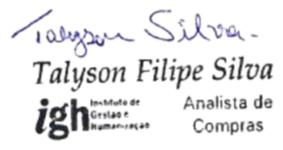 Talyson Silva.
Talyson Filipe Silva
igh Instituto de Gestão e Humanização
Analista de
Compras